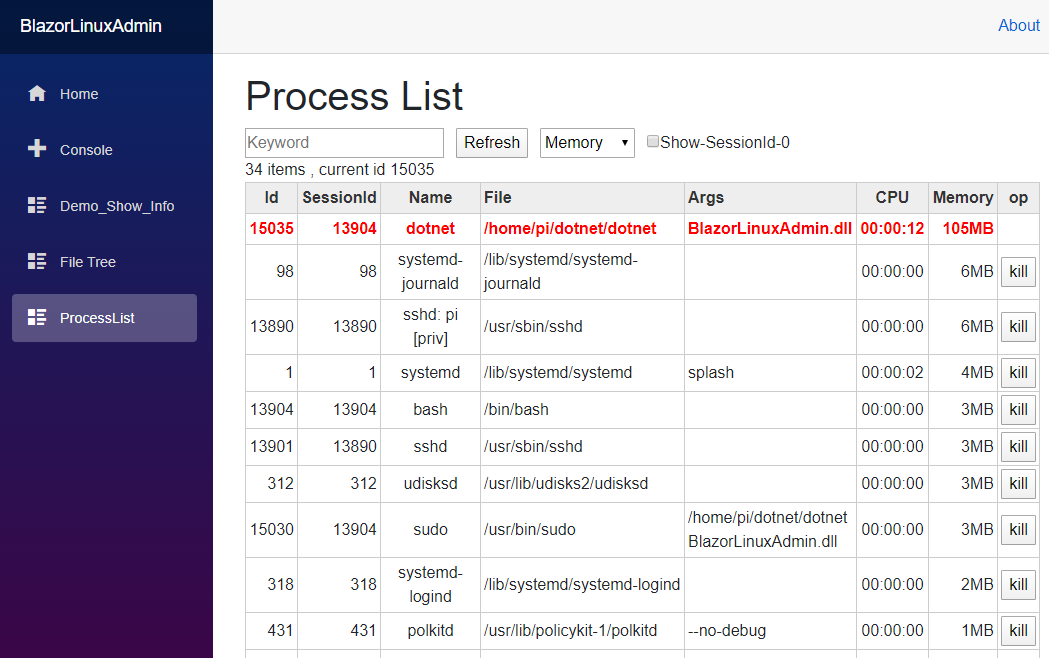 BlazorLinuxAdmin
About
Home
Console
Demo_Show_Info
File Tree
ProcessList
Process List
Keyword Refresh Memory Show-SessionId-0
34 items , current id 15035
Id SessionId Name File Args CPU Memory op
15035 13904 dotnet /home/pi/dotnet/dotnet BlazorLinuxAdmin.dll 00:00:12 105MB
98 98 systemd- /lib/systemd/systemd- 00:00:00 6MB kill
journald journald
13890 13890 sshd: pi /usr/sbin/sshd 00:00:00 6MB kill
[priv]
1 1 systemd /lib/systemd/systemd splash 00:00:02 4MB kill
13904 13904 bash /bin/bash 00:00:00 3MB kill
13901 13890 sshd /usr/sbin/sshd 00:00:00 3MB kill
312 312 udisksd /usr/lib/udisks2/udisksd 00:00:00 3MB kill
15030 13904 sudo /usr/bin/sudo /home/pi/dotnet/dotnet 00:00:00 3MB kill
BlazorLinuxAdmin.dll
318 318 systemd- /lib/systemd/systemd-logind 00:00:00 2MB kill
logind
431 431 polkitd /usr/lib/policykit-1/polkitd --no-debug 00:00:00 1MB kill